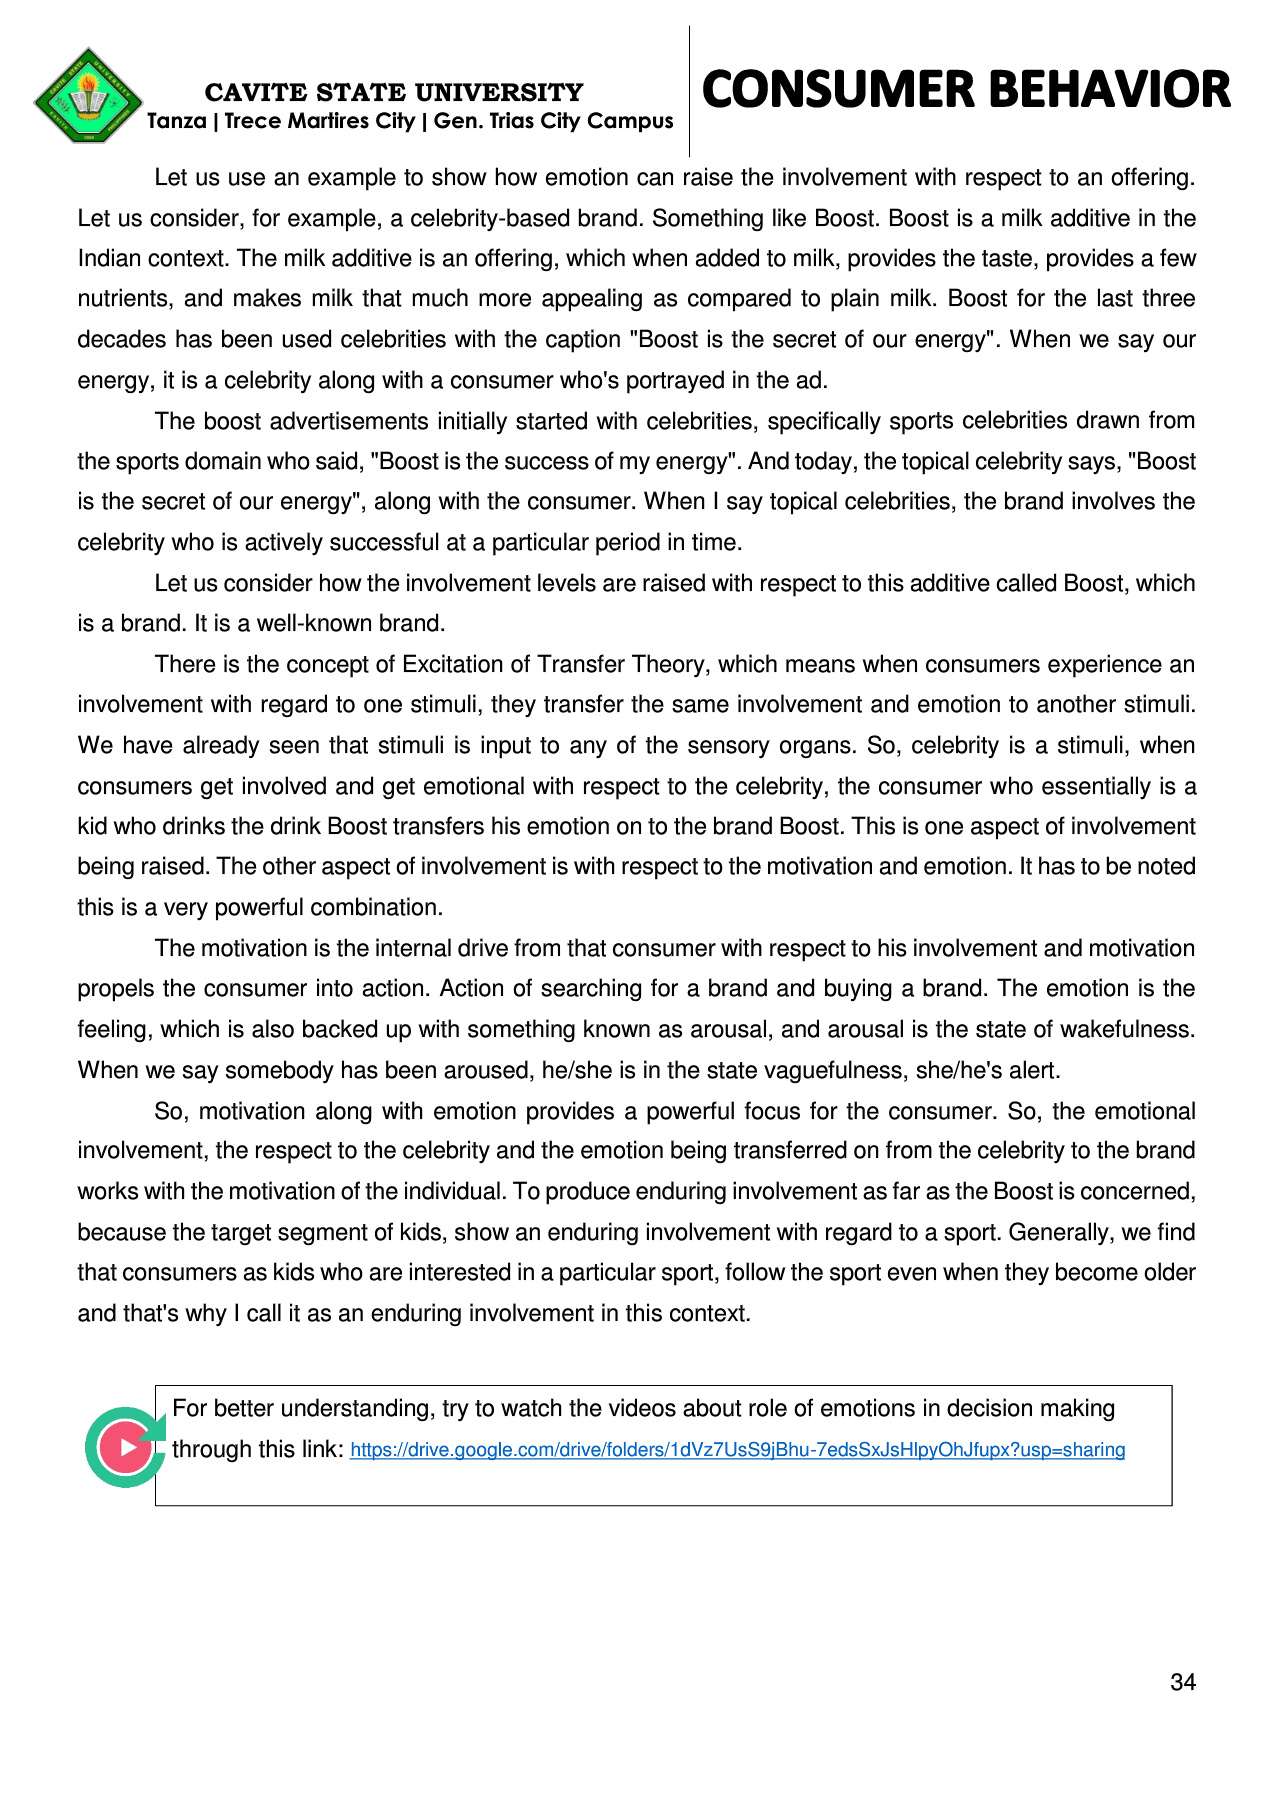 CAVITE STATE UNIVERSITY
Tanza | Trece Martires City | Gen. Trias City Campus
CONSUMER BEHAVIOR
Let us use an example to show how emotion can raise the involvement with respect to an offering.
Let us consider, for example, a celebrity-based brand. Something like Boost. Boost is a milk additive in the
Indian context. The milk additive is an offering, which when added to milk, provides the taste, provides a few
nutrients, and makes milk that much more appealing as compared to plain milk. Boost for the last three
decades has been used celebrities with the caption "Boost is the secret of our energy". When we say our
energy, it is a celebrity along with a consumer who's portrayed in the ad.
The boost advertisements initially started with celebrities, specifically sports celebrities drawn from
the sports domain who said, "Boost is the success of my energy". And today, the topical celebrity says, "Boost
is the secret of our energy", along with the consumer. When I say topical celebrities, the brand involves the
celebrity who is actively successful at a particular period in time.
Let us consider how the involvement levels are raised with respect to this additive called Boost, which
is a brand. It is a well-known brand.
There is the concept of Excitation of Transfer Theory, which means when consumers experience an
involvement with regard to one stimuli, they transfer the same involvement and emotion to another stimuli.
We have already seen that stimuli is input to any of the sensory organs. So, celebrity is a stimuli, when
consumers get involved and get emotional with respect to the celebrity, the consumer who essentially is a
kid who drinks the drink Boost transfers his emotion on to the brand Boost. This is one aspect of involvement
being raised. The other aspect of involvement is with respect to the motivation and emotion. It has to be noted
this is a very powerful combination.
The motivation is the internal drive from that consumer with respect to his involvement and motivation
propels the consumer into action. Action of searching for a brand and buying a brand. The emotion is the
feeling, which is also backed up with something known as arousal, and arousal is the state of wakefulness.
When we say somebody has been aroused, he/she is in the state vaguefulness, she/he's alert.
So, motivation along with emotion provides a powerful focus for the consumer. So, the emotional
involvement, the respect to the celebrity and the emotion being transferred on from the celebrity to the brand
works with the motivation of the individual. To produce enduring involvement as far as the Boost is concerned,
because the target segment of kids, show an enduring involvement with regard to a sport. Generally, we find
that consumers as kids who are interested in a particular sport, follow the sport even when they become older
and that's why I call it as an enduring involvement in this context.
For better understanding, try to watch the videos about role of emotions in decision making
through this link: https://drive.google.com/drive/folders/1dVz7UsS9jBhu-7edsSxJsHlpyOhJfupx?usp=sharing
34